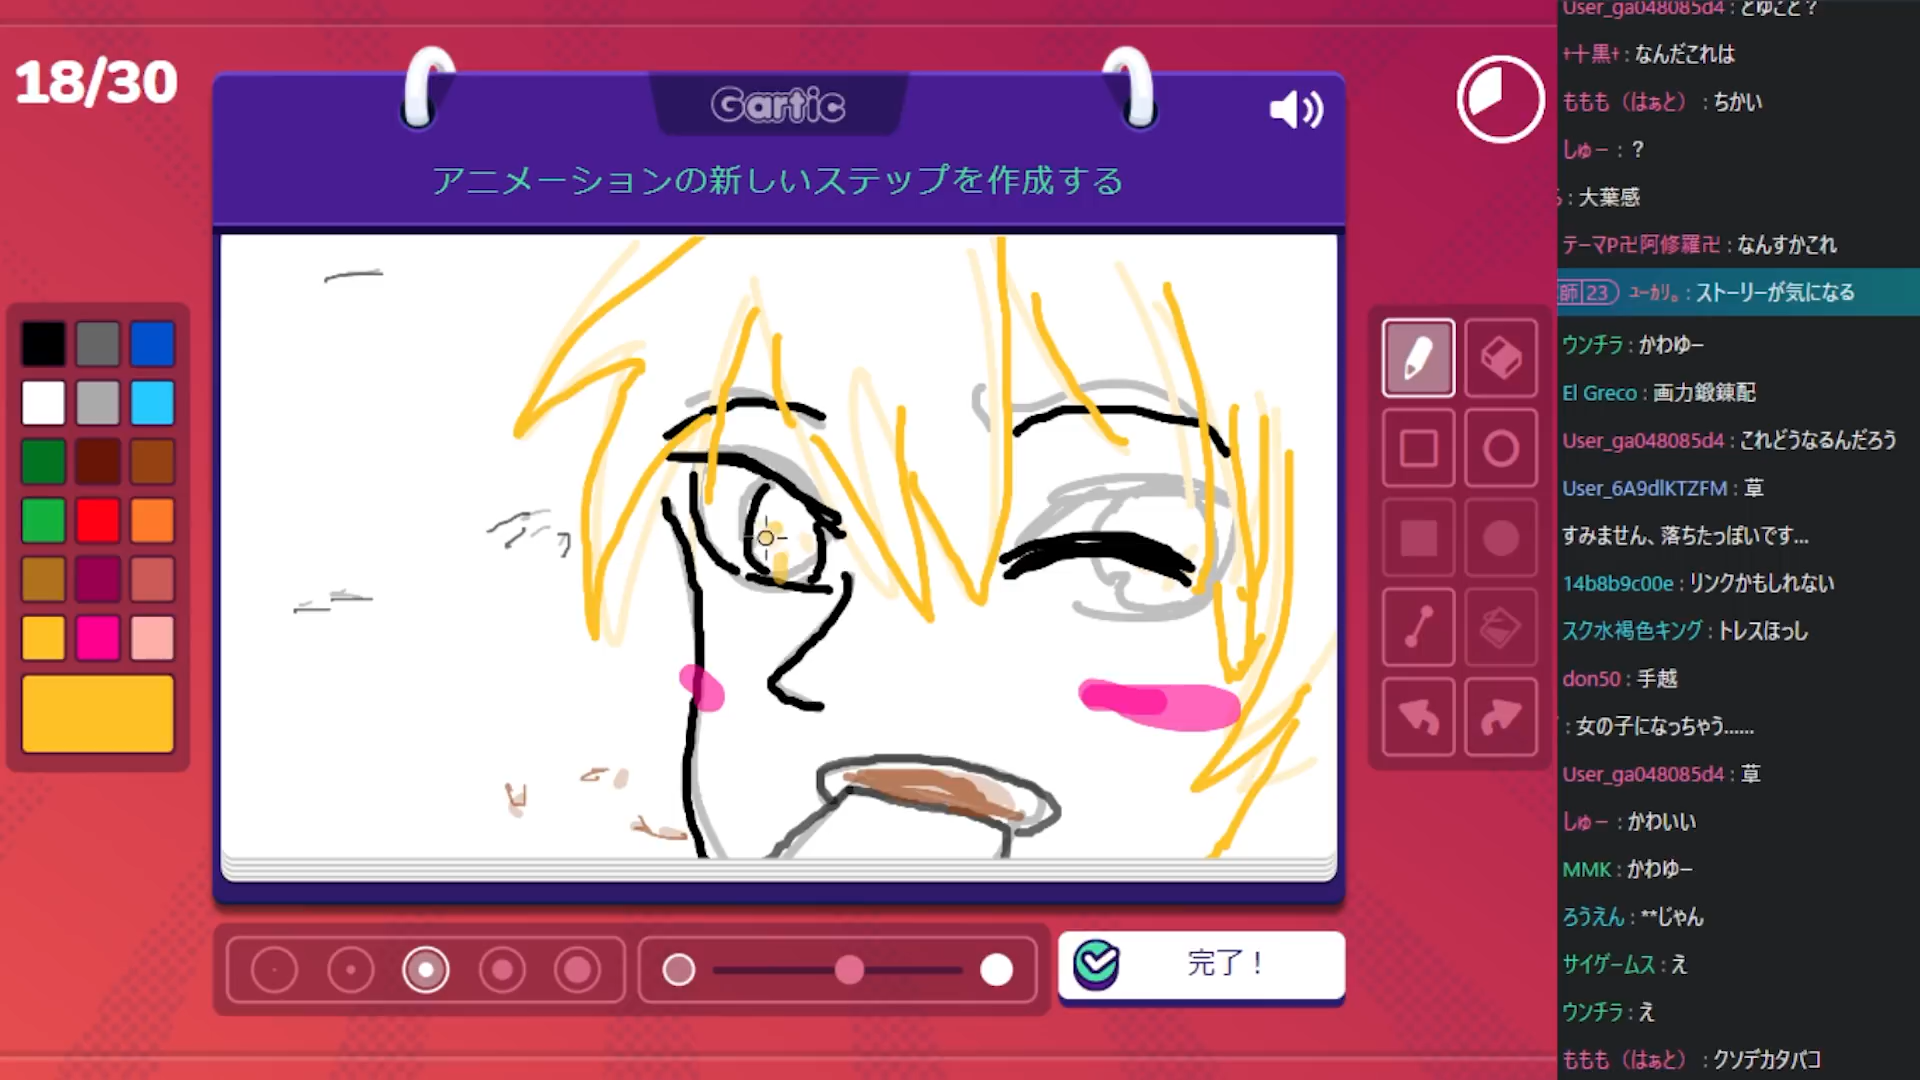 18/30
Gartic
アニメーションの新しいステップを作成する
完了！
User_ga048085d4 : どゆこと？
†十黒† : なんだこれは
ももも（はぁと） : ちかい
しゅー : ？
: 大葉感
テーマP卍阿修羅卍 : なんすかこれ
師|23 ユーカリ。: ストーリーが気になる
ウンチラ : かわゆー
El Greco : 画力鍛錬配
User_ga048085d4 : これどうなるんだろう
User_6A9dlKTZFM : 草
すみません、落ちたっぽいです...
14b8b9c00e : リンクかもしれない
スク水褐色キング : トレスほっし
don50 : 手越
: 女の子になっちゃう......
User_ga048085d4 : 草
しゅー : かわいい
MMK : かわゆー
ろうえん : **じゃん
サイゲームス : え
ウンチラ : え
ももも（はぁと） : クソデカタバコ